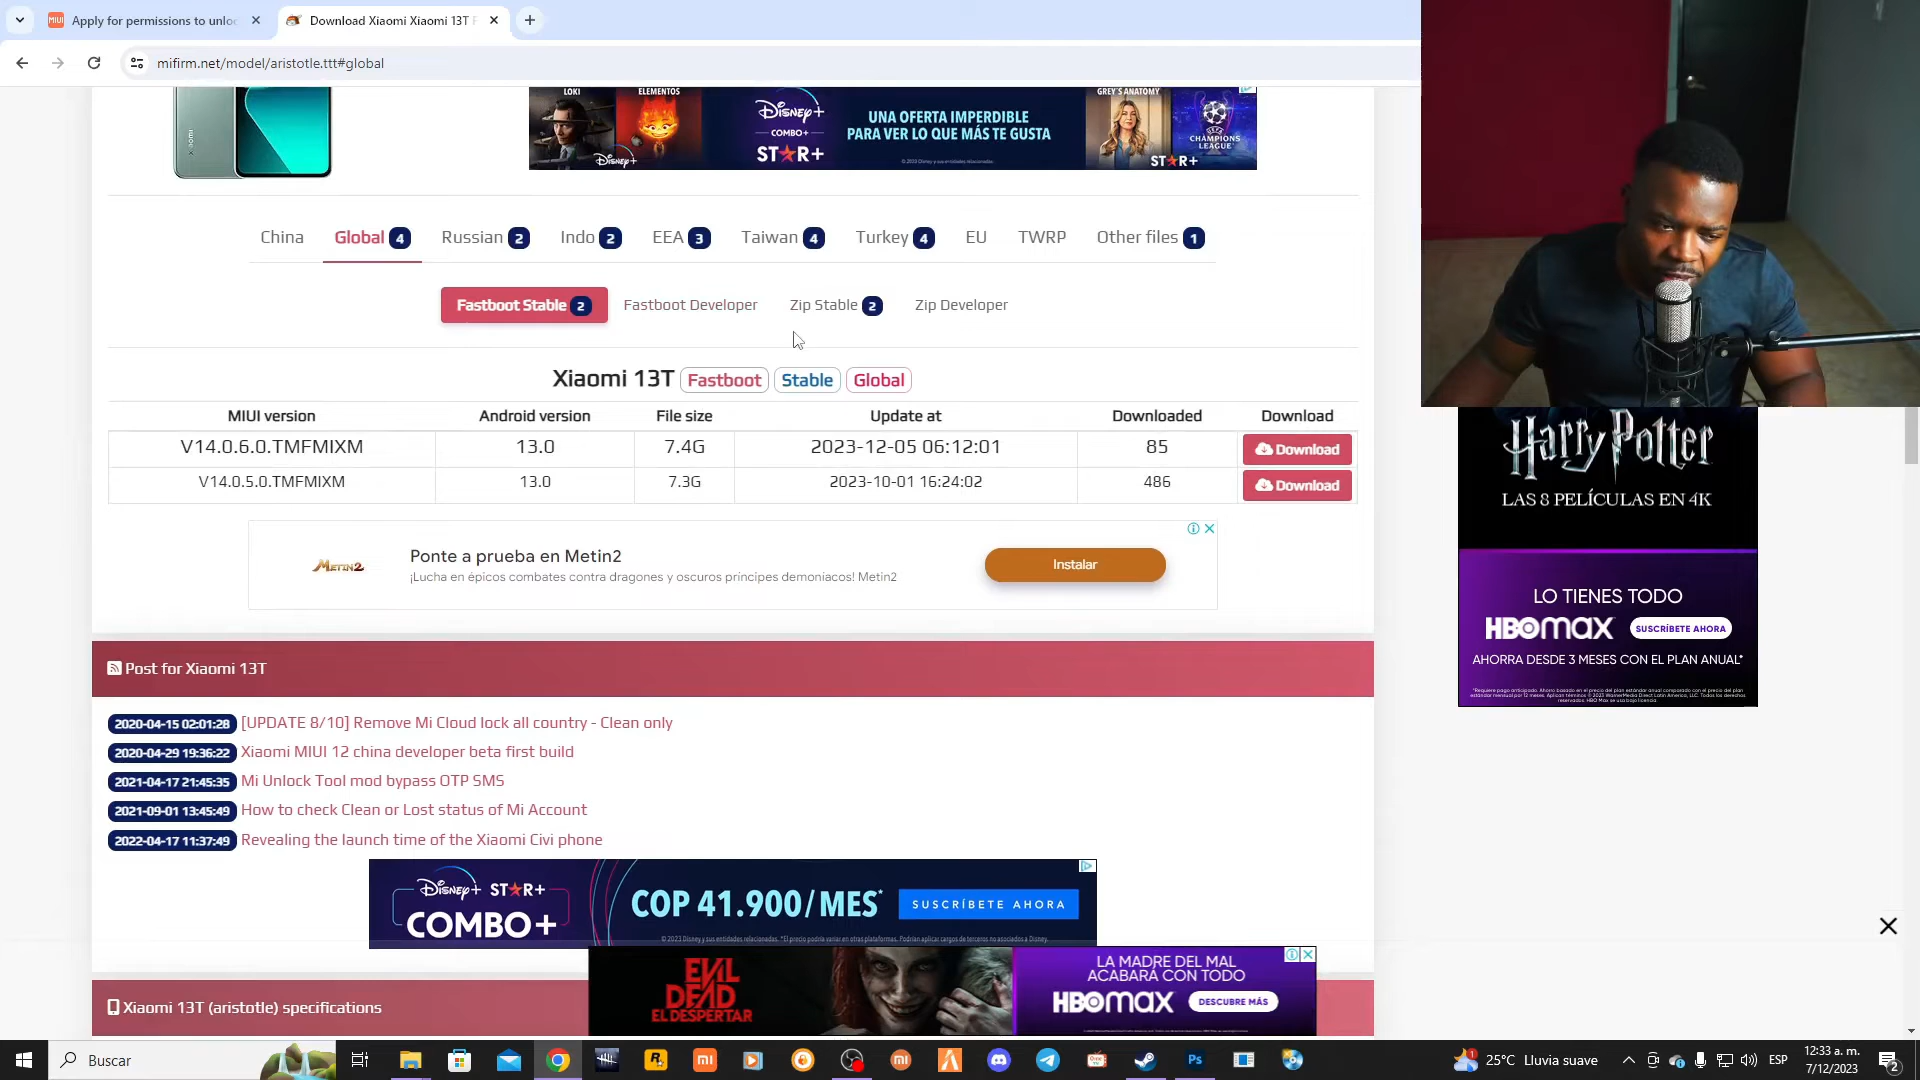 Apply for permissions to unlo
Download Xiaomi Xiaomi 13T F
mifirm.net/model/aristotle.ttt#global
LOKI
ELEMENTOS
Disney+
Disney+
COMBO+
STAR+
UNA OFERTA IMPERDIBLE
PARA VER LO QUE MÁS TE GUSTA
GREY'S ANATOMY
CHAMPIONS
LEAGUE
STAR+
China
Global 4
Russian 2
Indo 2
EEA 3
Taiwan 4
Turkey 4
EU
TWRP
Other files 1
Fastboot Stable 2
Fastboot Developer
Zip Stable 2
Zip Developer
Xiaomi 13T Fastboot Stable Global
MIUI version Android version File size Update at Downloaded Download
V14.0.6.0.TMFMIXM 13.0 7.4G 2023-12-05 06:12:01 85 Download
V14.0.5.0.TMFMIXM 13.0 7.3G 2023-10-01 16:24:02 486 Download
METIN2
Ponte a prueba en Metin2
¡Lucha en épicos combates contra dragones y oscuros príncipes demoniacos! Metin2
Instalar
Harry Potter
LAS 8 PELÍCULAS EN 4K
LO TIENES TODO
HBOMAX SUSCRÍBETE AHORA
AHORRA DESDE 3 MESES CON EL PLAN ANUAL*
Post for Xiaomi 13T
2020-04-15 02:01:28 [UPDATE 8/10] Remove Mi Cloud lock all country - Clean only
2020-04-29 19:36:22 Xiaomi MIUI 12 china developer beta first build
2021-04-17 21:45:35 Mi Unlock Tool mod bypass OTP SMS
2021-09-01 13:45:49 How to check Clean or Lost status of Mi Account
2022-04-17 11:37:49 Revealing the launch time of the Xiaomi Civi phone
Disney+ STAR+
COMBO+
COP 41.900/MES*
SUSCRÍBETE AHORA
EVIL
DEAD
EL DESPERTAR
LA MADRE DEL MAL
ACABARÁ CON TODO
HBOMAX DESCUBRE MÁS
Xiaomi 13T (aristotle) specifications
Buscar
25°C Lluvia suave
ESP
12:33 a. m.
7/12/2023
2